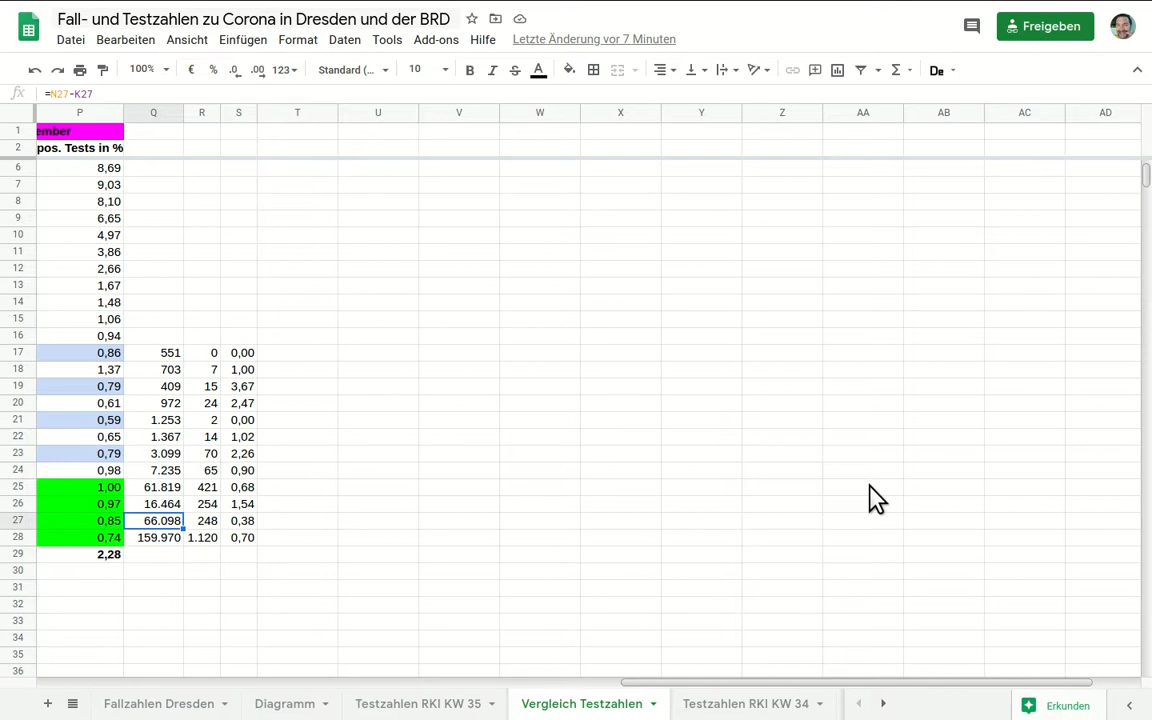 Fall- und Testzahlen zu Corona in Dresden und der BRD
Freigeben
Datei Bearbeiten Ansicht Einfügen Format Daten Tools Add-ons Hilfe Letzte Änderung vor 7 Minuten
100% € % .0 .00 123 Standard (... 10 B I S A Σ De
fx =N27-K27
P Q R S T U V W X Y Z AA AB AC AD
1 ember
2 pos. Tests in %
6 8,69
7 9,03
8 8,10
9 6,65
10 4,97
11 3,86
12 2,66
13 1,67
14 1,48
15 1,06
16 0,94
17 0,86 551 0 0,00
18 1,37 703 7 1,00
19 0,79 409 15 3,67
20 0,61 972 24 2,47
21 0,59 1.253 2 0,00
22 0,65 1.367 14 1,02
23 0,79 3.099 70 2,26
24 0,98 7.235 65 0,90
25 1,00 61.819 421 0,68
26 0,97 16.464 254 1,54
27 0,85 66.098 248 0,38
28 0,74 159.970 1.120 0,70
29 2,28
30
31
32
33
34
35
36
+ Fallzahlen Dresden Diagramm Testzahlen RKI KW 35 Vergleich Testzahlen Testzahlen RKI KW 34 Erkunden